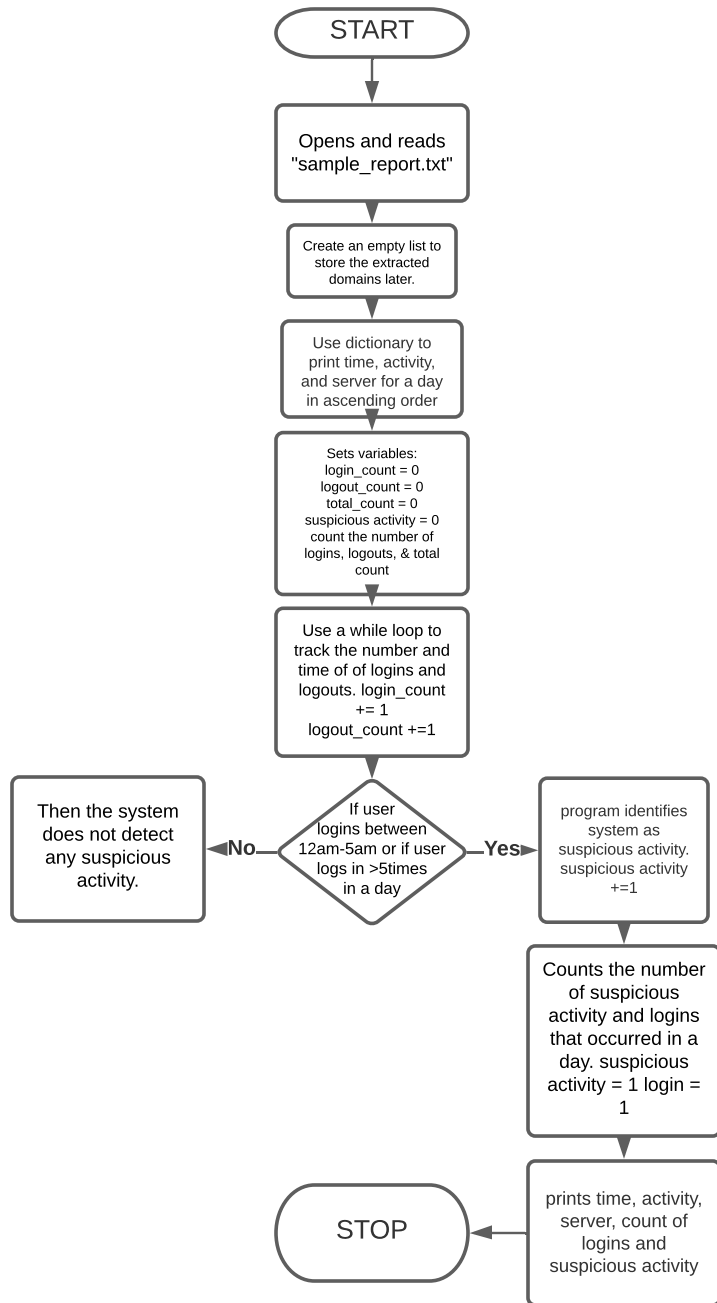 START
Opens and reads
"sample_report.txt"
Create an empty list to
store the extracted
domains later.
Use dictionary to
print time, activity,
and server for a day
in ascending order
Sets variables:
login_count = 0
logout_count = 0
total_count = 0
suspicious activity = 0
count the number of
logins, logouts, & total
count
Use a while loop to
track the number and
time of of logins and
logouts. login_count
+= 1
logout_count +=1
If user
logins between
12am-5am or if user
logs in >5times
in a day
No
Then the system
does not detect
any suspicious
activity.
Yes
program identifies
system as
suspicious activity.
suspicious activity
+=1
Counts the number
of suspicious
activity and logins
that occurred in a
day. suspicious
activity = 1 login =
1
prints time, activity,
server, count of
logins and
suspicious activity
STOP